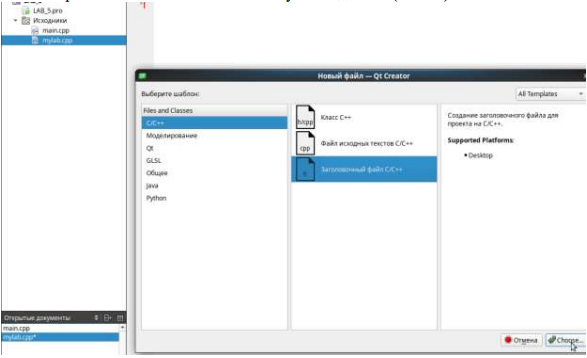 LAB_5.pro
Исходники
main.cpp
mylab.cpp
Новый файл — Qt Creator
Выберите шаблон:
All Templates
Files and Classes
C/C++
Моделирование
Qt
GLSL
Общее
Java
Python
h/cpp
Класс C++
cpp
Файл исходных текстов C/C++
h
Заголовочный файл C/C++
Создание заголовочного файла для
проекта на C/C++.
Supported Platforms:
• Desktop
Открытые документы
main.cpp
mylab.cpp*
Отмена
Choose